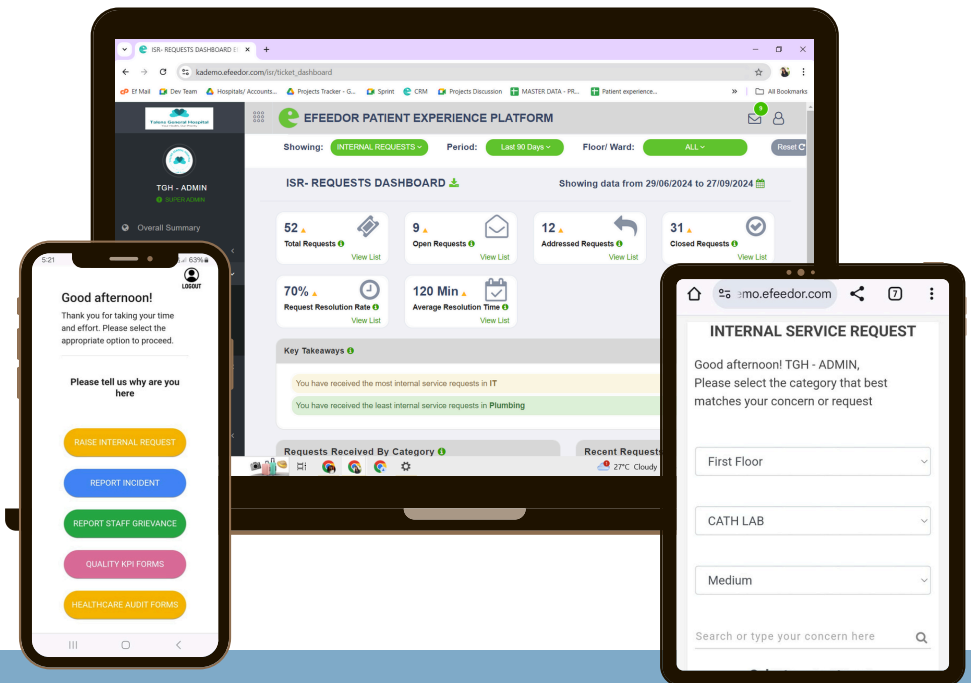 ISR- REQUESTS DASHBOARD
kademo.efeedor.com/isr/ticket_dashboard
Ef Mail Dev Team Hospitals/ Accounts... Projects Tracker - G... Sprint CRM Projects Discussion MASTER DATA - PR... Patient experience... » All Bookmarks
EFEEDOR PATIENT EXPERIENCE PLATFORM
9
Showing: INTERNAL REQUESTS Period: Last 90 Days Floor/ Ward: ALL Reset
TGH - ADMIN
SUPER ADMIN
Overall Summary
ISR- REQUESTS DASHBOARD
Showing data from 29/06/2024 to 27/09/2024
52
Total Requests
View List
9
Open Requests
View List
12
Addressed Requests
View List
31
Closed Requests
View List
70%
Request Resolution Rate
View List
120 Min
Average Resolution Time
View List
Key Takeaways
You have received the most internal service requests in IT
You have received the least internal service requests in Plumbing
Requests Received By Category
Recent Requests
27°C Cloudy
5:21
63%
LOGOUT
Good afternoon!
Thank you for taking your time
and effort. Please select the
appropriate option to proceed.
Please tell us why are you
here
RAISE INTERNAL REQUEST
REPORT INCIDENT
REPORT STAFF GRIEVANCE
QUALITY KPI FORMS
HEALTHCARE AUDIT FORMS
emo.efeedor.com
7
INTERNAL SERVICE REQUEST
Good afternoon! TGH - ADMIN,
Please select the category that best
matches your concern or request
First Floor
CATH LAB
Medium
Search or type your concern here